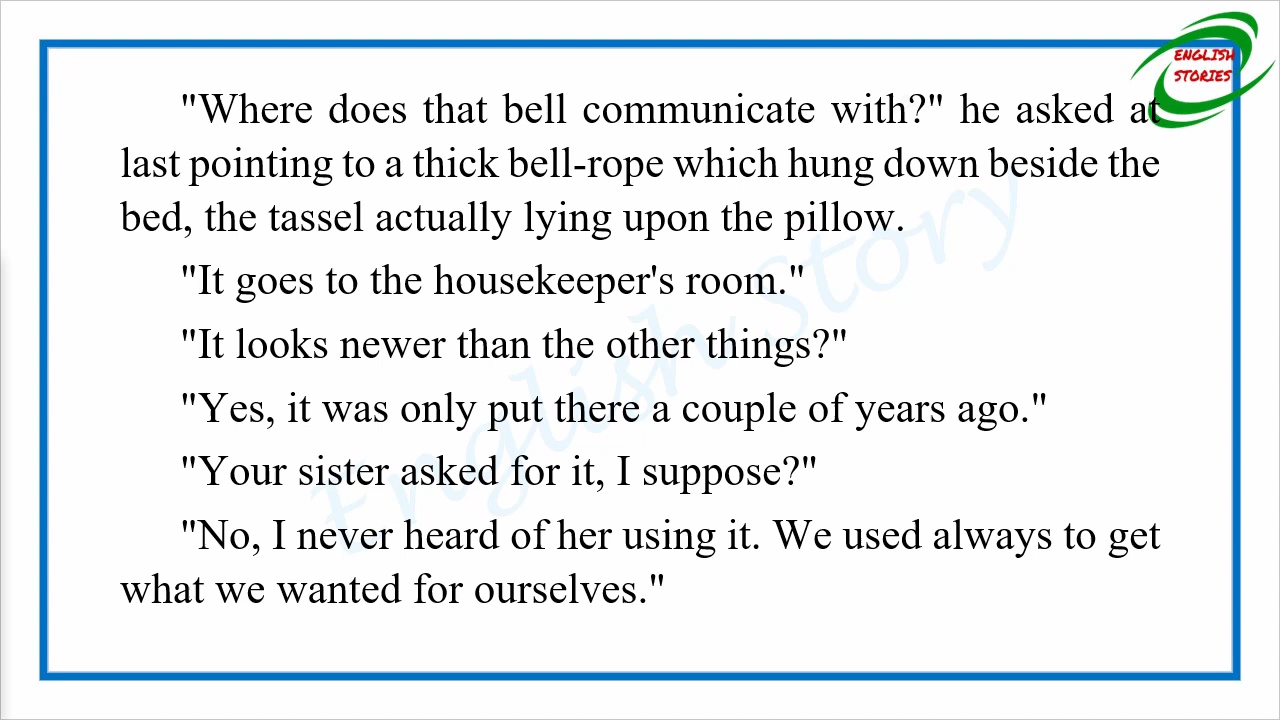 ENGLISH
STORIES
"Where does that bell communicate with?" he asked at
last pointing to a thick bell-rope which hung down beside the
bed, the tassel actually lying upon the pillow.
"It goes to the housekeeper's room."
"It looks newer than the other things?"
"Yes, it was only put there a couple of years ago."
"Your sister asked for it, I suppose?"
"No, I never heard of her using it. We used always to get
what we wanted for ourselves."
English Story